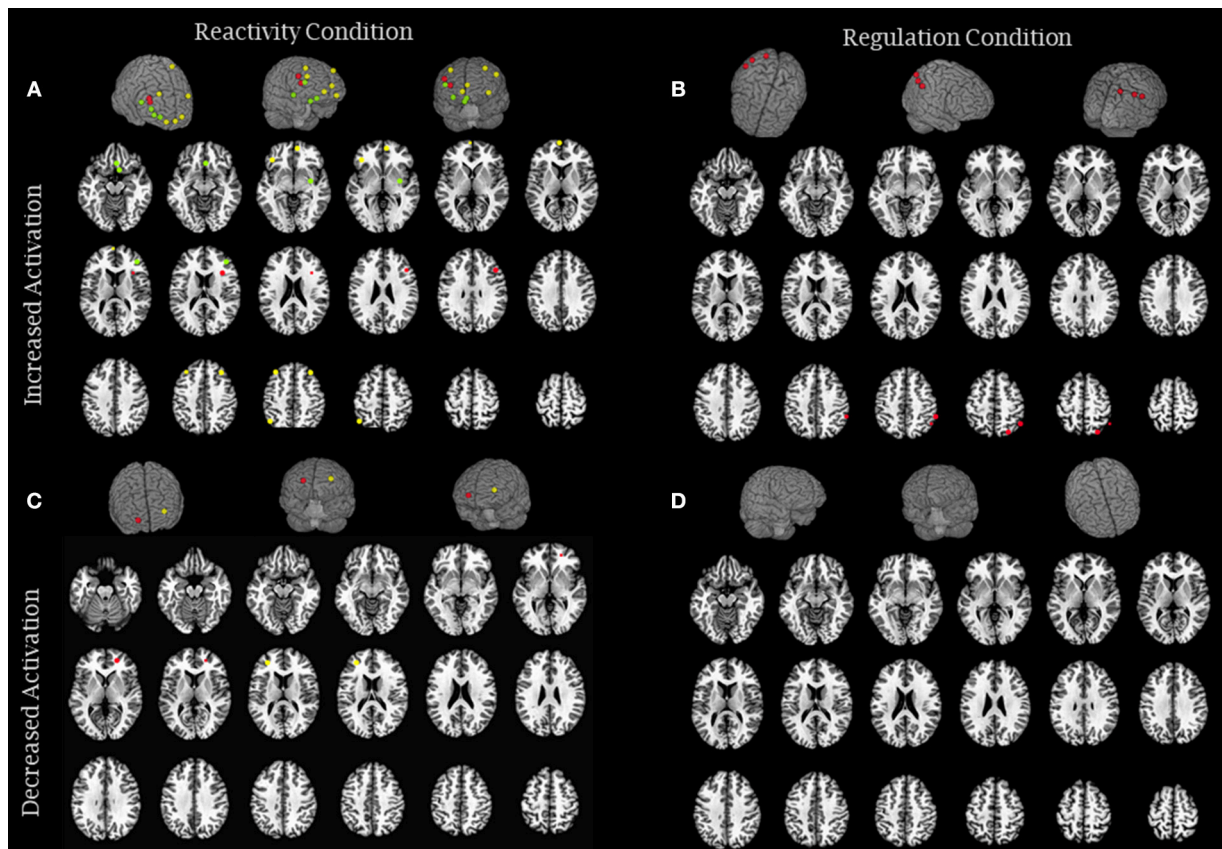 Reactivity Condition
Regulation Condition
A
B
Increased Activation
C
D
Decreased Activation